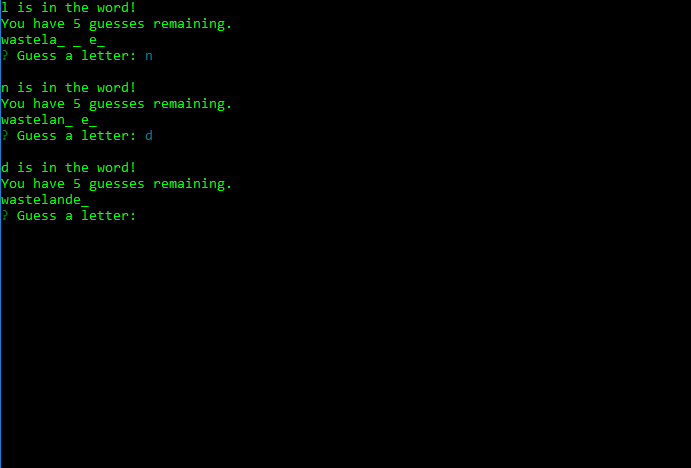 l is in the word!
You have 5 guesses remaining.
wastela_ _ e_
? Guess a letter: n
n is in the word!
You have 5 guesses remaining.
wastelan_ e_
? Guess a letter: d
d is in the word!
You have 5 guesses remaining.
wastelande_
? Guess a letter: